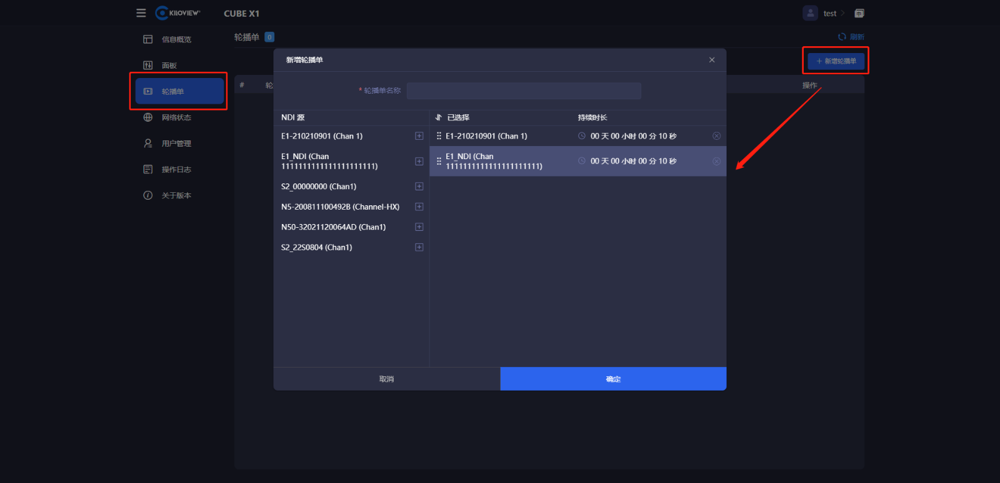 KILOVIEW
CUBE X1
test
信息概览
面板
轮播单
网络状态
用户管理
操作日志
关于版本
轮播单 0
刷新
+ 新增轮播单
#
轮
操作
新增轮播单
* 轮播单名称
NDI 源
E1-210210901 (Chan 1)
E1_NDI (Chan
1111111111111111111111)
S2_00000000 (Chan1)
N5-200811100492B (Channel-HX)
N50-32021120064AD (Chan1)
S2_22S0804 (Chan1)
已选择
持续时长
E1-210210901 (Chan 1)
00 天 00 小时 00 分 10 秒
E1_NDI (Chan
1111111111111111111111)
00 天 00 小时 00 分 10 秒
取消
确定